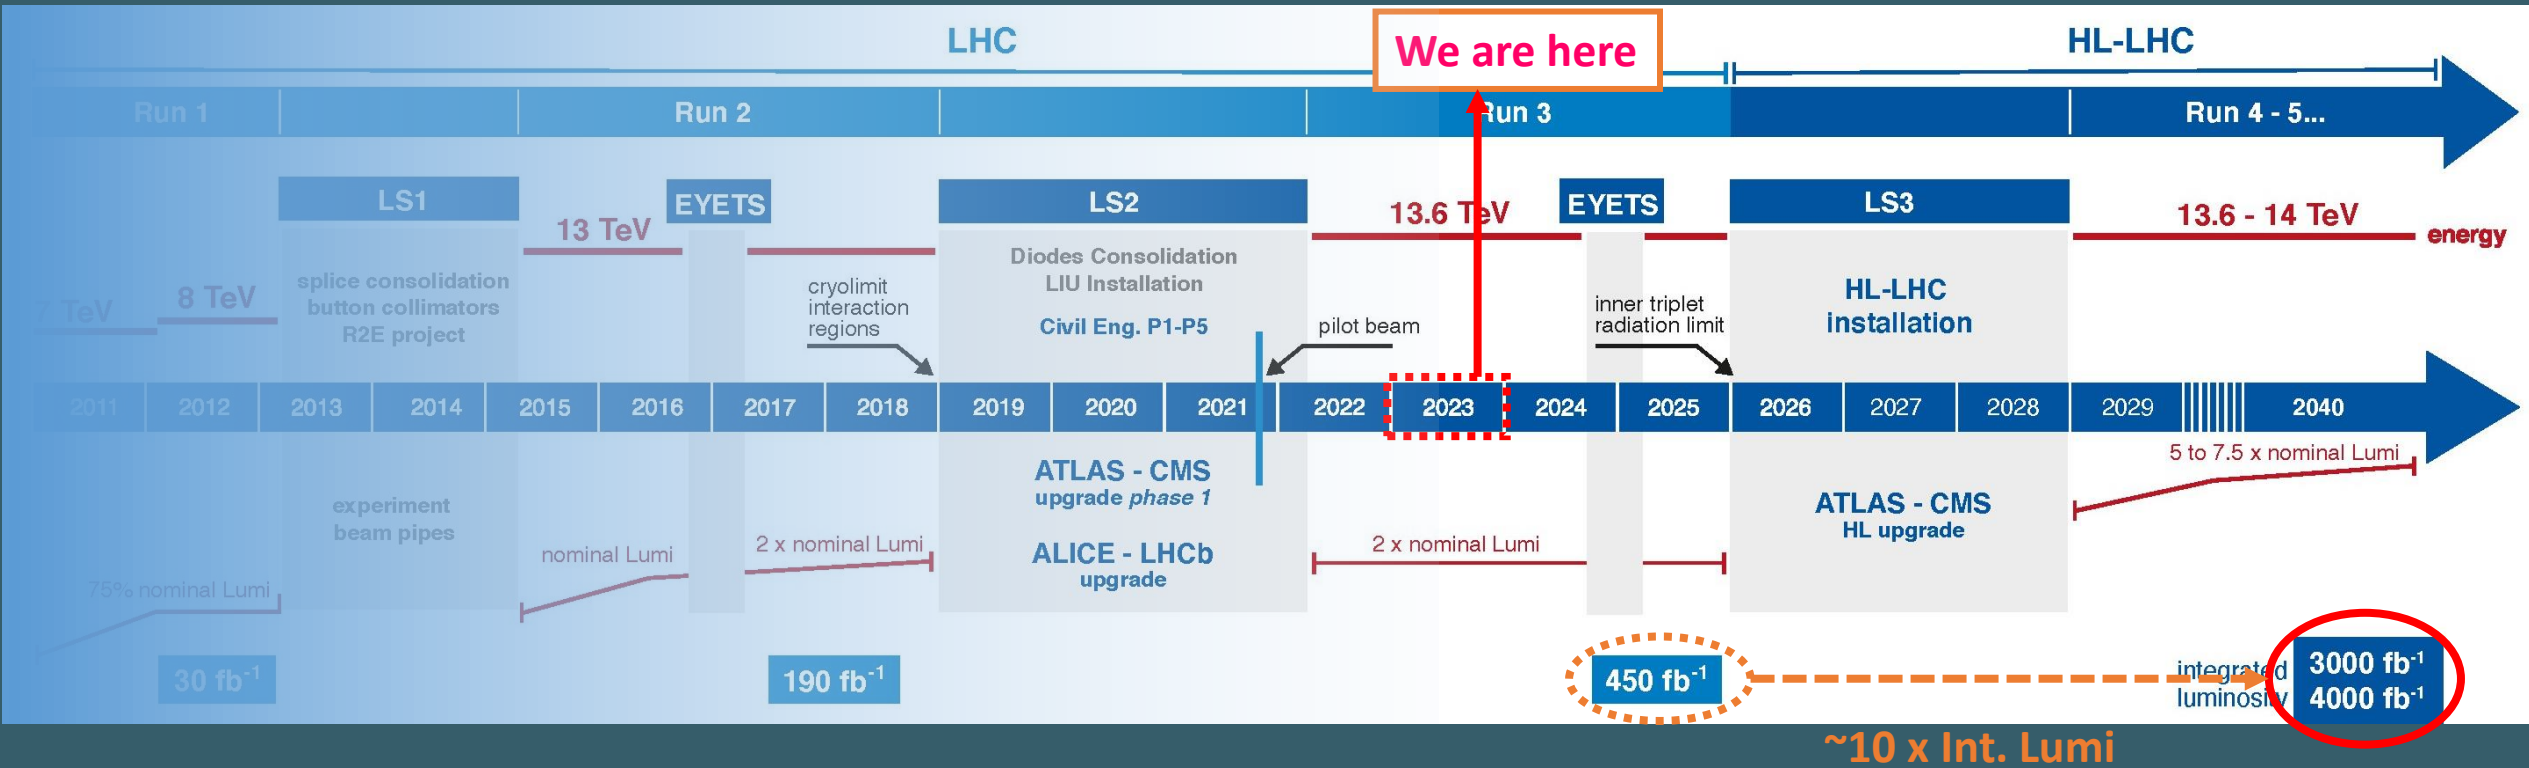 LHC
We are here
HL-LHC
Run 1
Run 2
Run 3
Run 4 - 5...
LS1
EYETS
LS2
EYETS
LS3
7 TeV
8 TeV
13 TeV
13.6 TeV
13.6 - 14 TeV
energy
splice consolidation
button collimators
R2E project
cryolimit
interaction
regions
Diodes Consolidation
LIU Installation
Civil Eng. P1-P5
pilot beam
inner triplet
radiation limit
HL-LHC
installation
2011
2012
2013
2014
2015
2016
2017
2018
2019
2020
2021
2022
2023
2024
2025
2026
2027
2028
2029
2040
experiment
beam pipes
ATLAS - CMS
upgrade phase 1
ALICE - LHCb
upgrade
ATLAS - CMS
HL upgrade
75% nominal Lumi
nominal Lumi
2 x nominal Lumi
2 x nominal Lumi
5 to 7.5 x nominal Lumi
30 fb⁻¹
190 fb⁻¹
450 fb⁻¹
integrated
luminosity
3000 fb⁻¹
4000 fb⁻¹
~10 x Int. Lumi